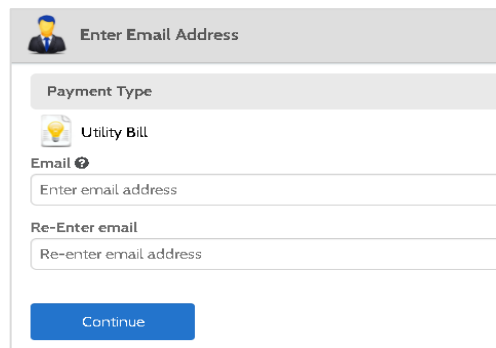 Enter Email Address
Payment Type
Utility Bill
Email
Enter email address
Re-Enter email
Re-enter email address
Continue